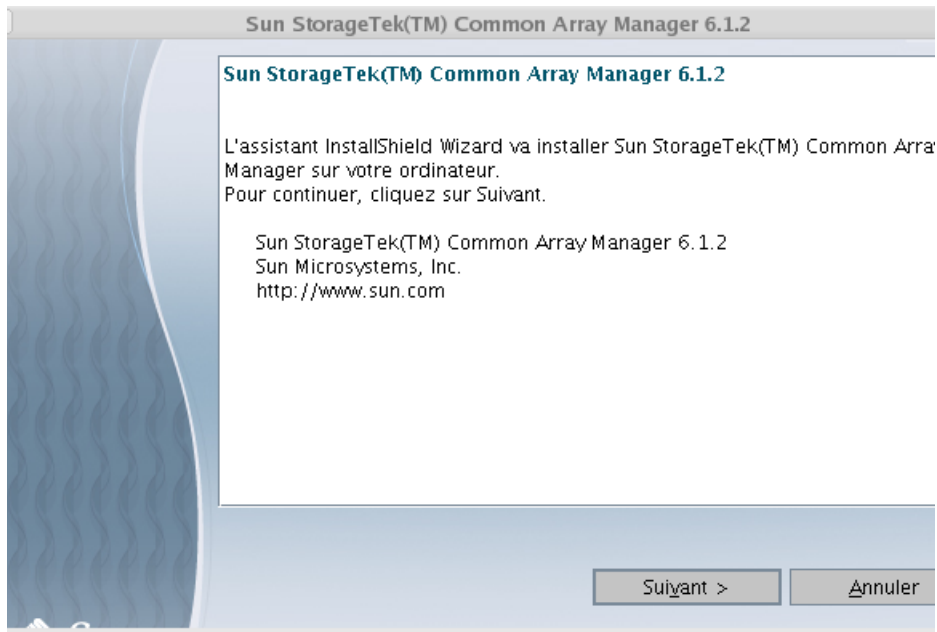 Sun StorageTek(TM) Common Array Manager 6.1.2
Sun StorageTek(TM) Common Array Manager 6.1.2
L'assistant InstallShield Wizard va installer Sun StorageTek(TM) Common Arra
Manager sur votre ordinateur.
Pour continuer, cliquez sur Suivant.
Sun StorageTek(TM) Common Array Manager 6.1.2
Sun Microsystems, Inc.
http://www.sun.com
Suivant >
Annuler